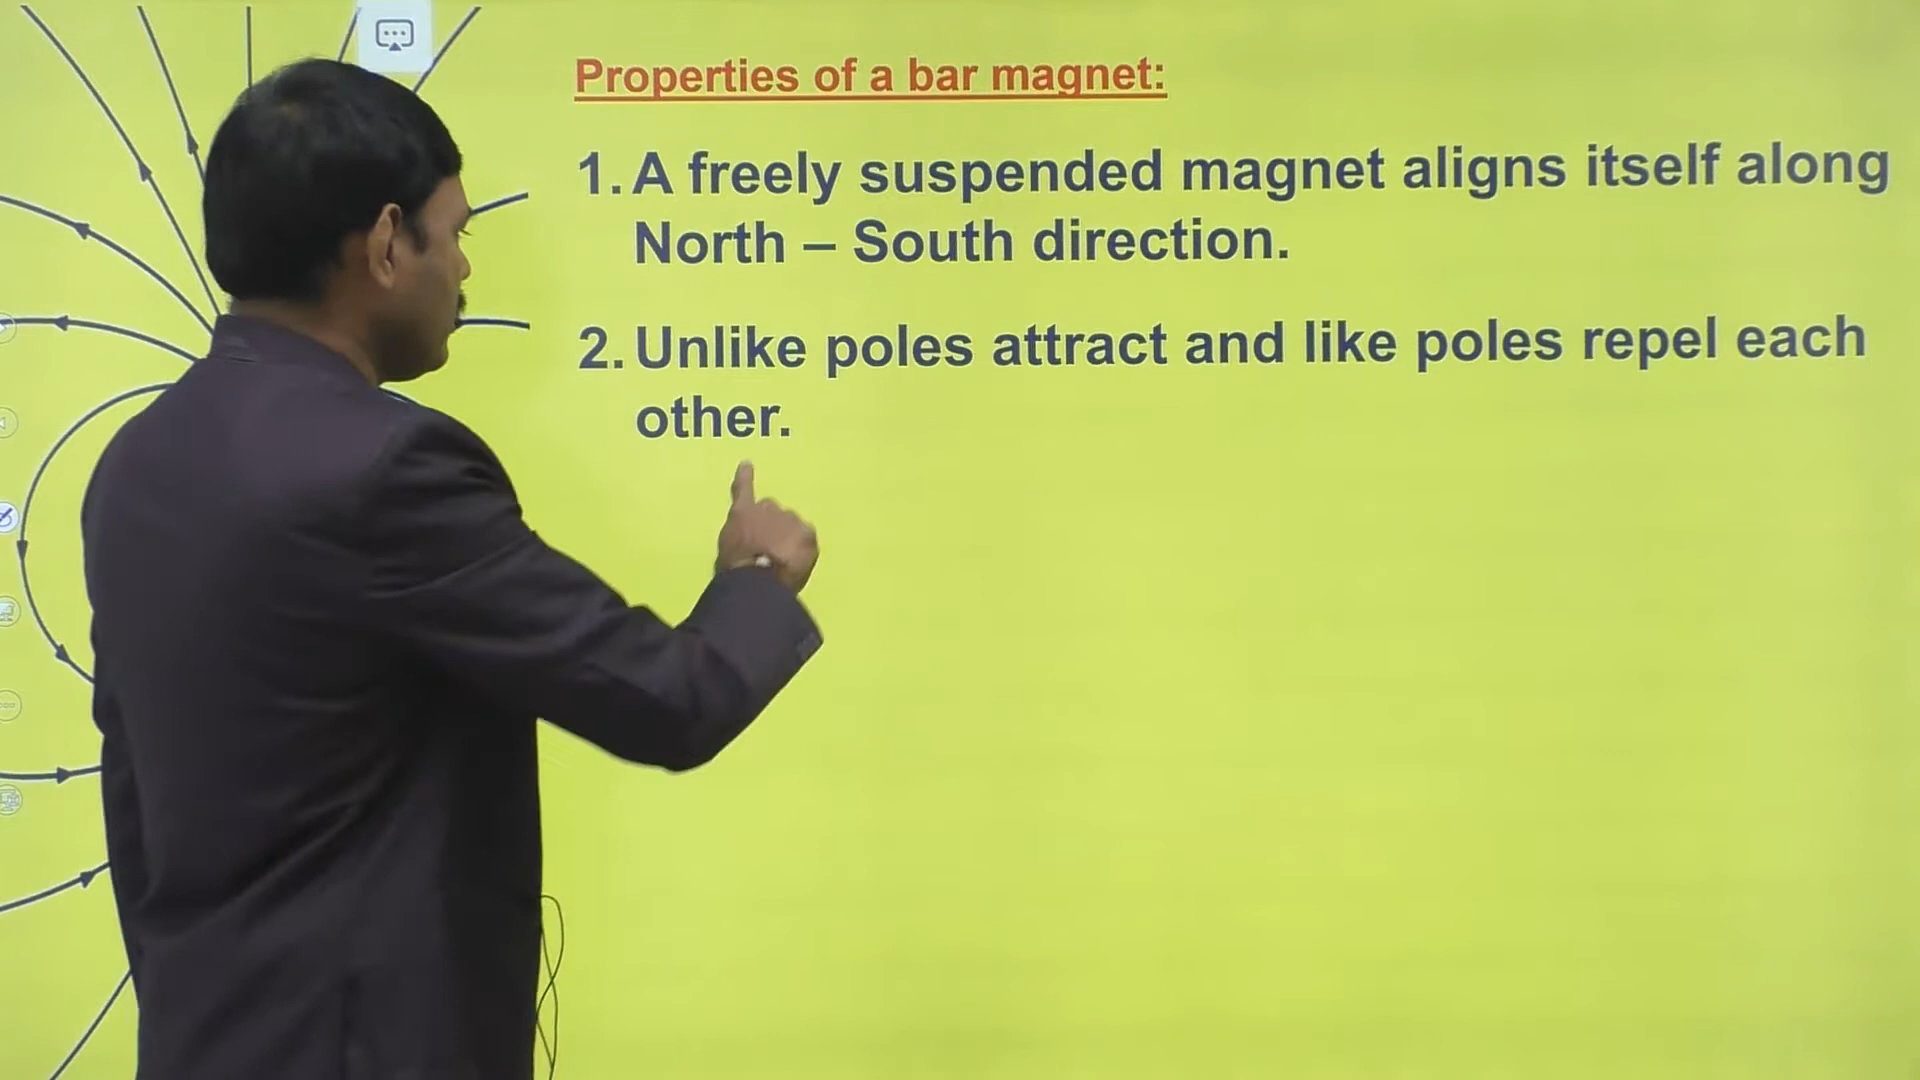 Properties of a bar magnet:
1. A freely suspended magnet aligns itself along
North – South direction.
2. Unlike poles attract and like poles repel each
other.